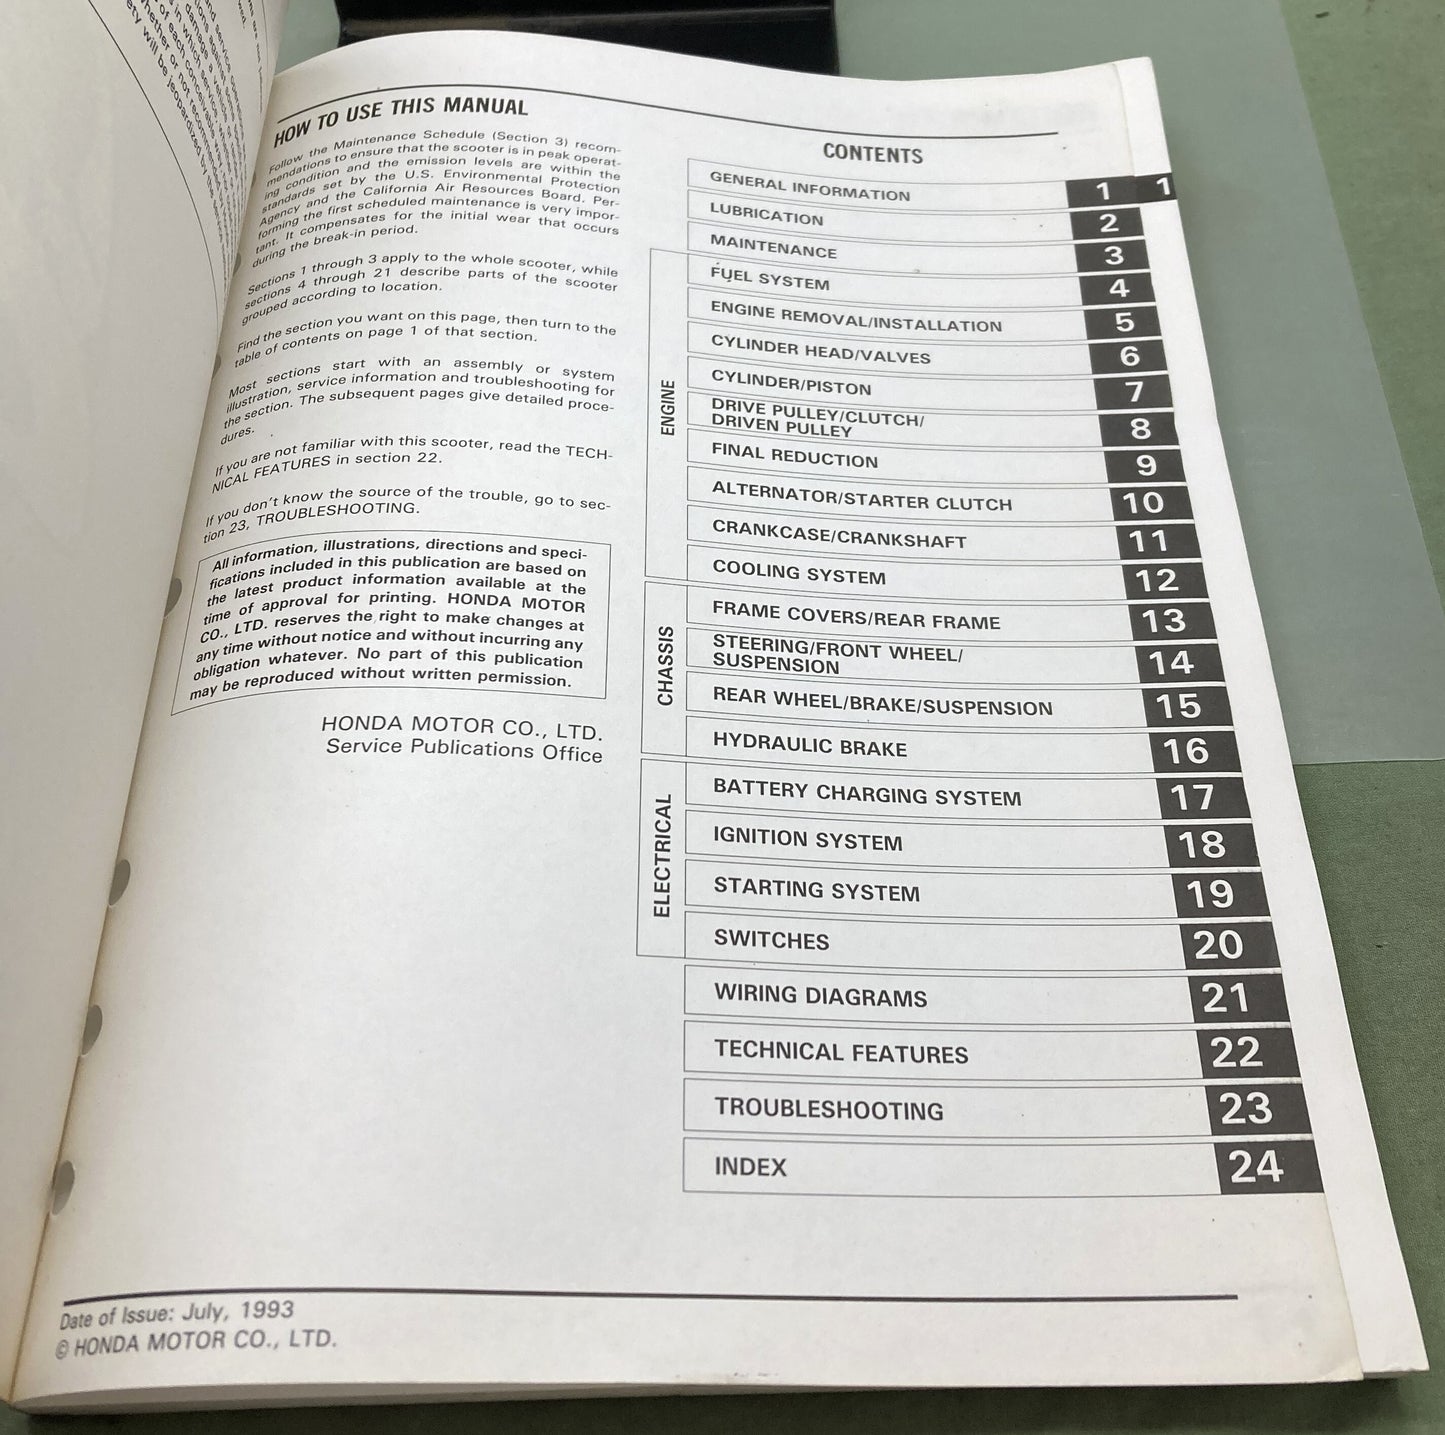 HOW TO USE THIS MANUAL
Follow the Maintenance Schedule (Section 3) recom-
mendations to ensure that the scooter is in peak operat-
ing condition and the emission levels are within the
standards set by the U.S. Environmental Protection
Agency and the California Air Resources Board. Per-
forming the first scheduled maintenance is very impor-
tant. It compensates for the initial wear that occurs
during the break-in period.
Sections 1 through 3 apply to the whole scooter, while
sections 4 through 21 describe parts of the scooter
grouped according to location.
Find the section you want on this page, then turn to the
table of contents on page 1 of that section.
Most sections start with an assembly or system
illustration, service information and troubleshooting for
the section. The subsequent pages give detailed proce-
dures.
If you are not familiar with this scooter, read the TECH-
NICAL FEATURES in section 22.
If you don't know the source of the trouble, go to sec-
tion 23, TROUBLESHOOTING.
All information, illustrations, directions and speci-
fications included in this publication are based on
the latest product information available at the
time of approval for printing. HONDA MOTOR
CO., LTD. reserves the right to make changes at
any time without notice and without incurring any
obligation whatever. No part of this publication
may be reproduced without written permission.
HONDA MOTOR CO., LTD.
Service Publications Office
CONTENTS
GENERAL INFORMATION 1 1
LUBRICATION 2
MAINTENANCE 3
ENGINE
FUEL SYSTEM 4
ENGINE REMOVAL/INSTALLATION 5
CYLINDER HEAD/VALVES 6
CYLINDER/PISTON 7
DRIVE PULLEY/CLUTCH/
DRIVEN PULLEY 8
FINAL REDUCTION 9
ALTERNATOR/STARTER CLUTCH 10
CRANKCASE/CRANKSHAFT 11
COOLING SYSTEM 12
CHASSIS
FRAME COVERS/REAR FRAME 13
STEERING/FRONT WHEEL/
SUSPENSION 14
REAR WHEEL/BRAKE/SUSPENSION 15
HYDRAULIC BRAKE 16
ELECTRICAL
BATTERY CHARGING SYSTEM 17
IGNITION SYSTEM 18
STARTING SYSTEM 19
SWITCHES 20
WIRING DIAGRAMS 21
TECHNICAL FEATURES 22
TROUBLESHOOTING 23
INDEX 24
Date of Issue: July, 1993
© HONDA MOTOR CO., LTD.